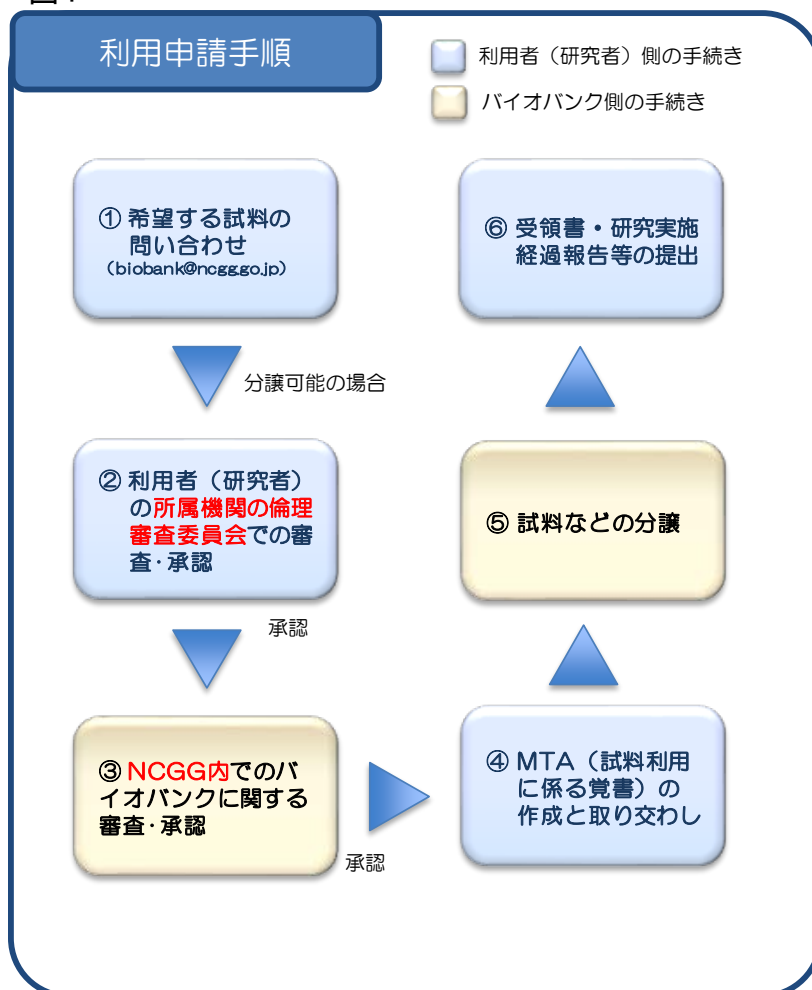 利用申請手順
利用者（研究者）側の手続き
バイオバンク側の手続き
① 希望する試料の
問い合わせ
（biobank@ncgg.go.jp）
分譲可能の場合
② 利用者（研究者）
の所属機関の倫理
審査委員会での審
査・承認
承認
③ NCGG内でのバ
イオバンクに関する
審査・承認
承認
④ MTA（試料利用
に係る覚書）の
作成と取り交わし
⑤ 試料などの分譲
⑥ 受領書・研究実施
経過報告等の提出